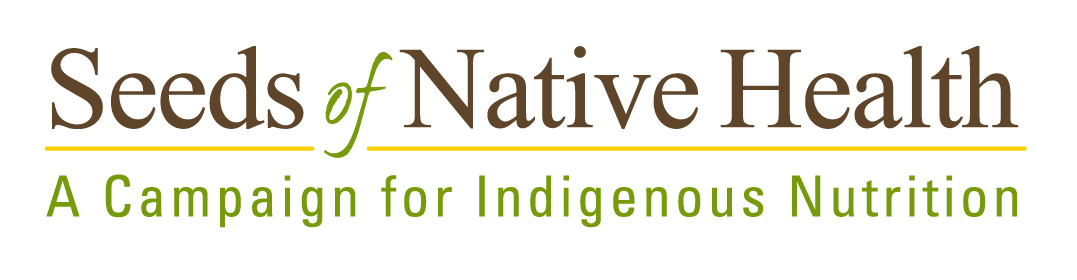 Seeds of Native Health
A Campaign for Indigenous Nutrition